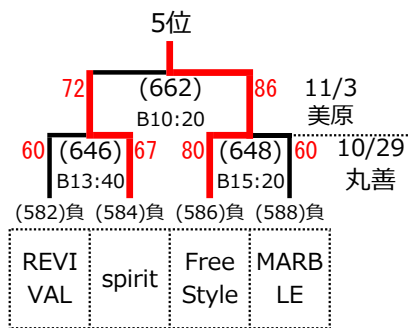 5位
72 (662) 86 11/3
B10:20 美原
60 (646) 67 80 (648) 60 10/29
B13:40 B15:20 丸善
(582)負 (584)負 (586)負 (588)負
REVI
VAL
spirit
Free
Style
MARB
LE